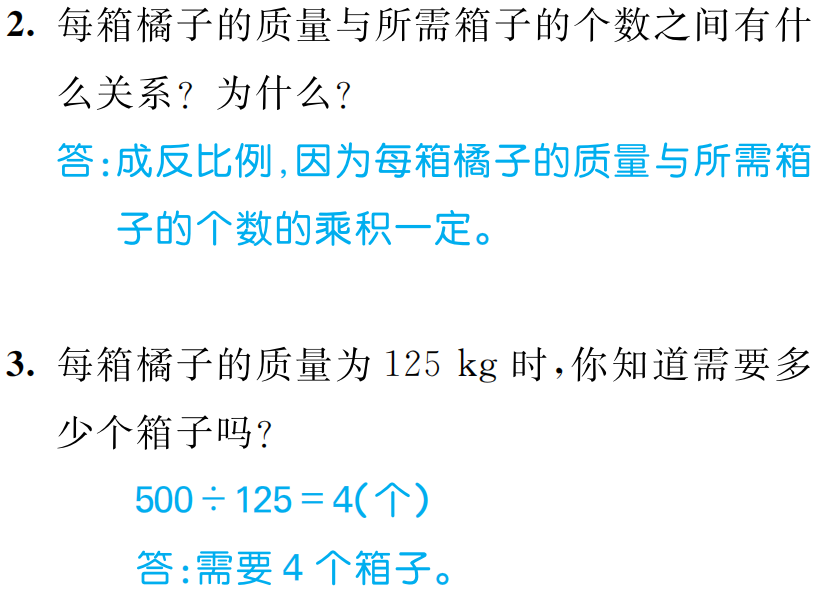 2. 每箱橘子的质量与所需箱子的个数之间有什
么关系？为什么？
答:成反比例,因为每箱橘子的质量与所需箱
子的个数的乘积一定。
3. 每箱橘子的质量为 125 kg 时,你知道需要多
少个箱子吗？
500÷125=4(个)
答:需要 4 个箱子。